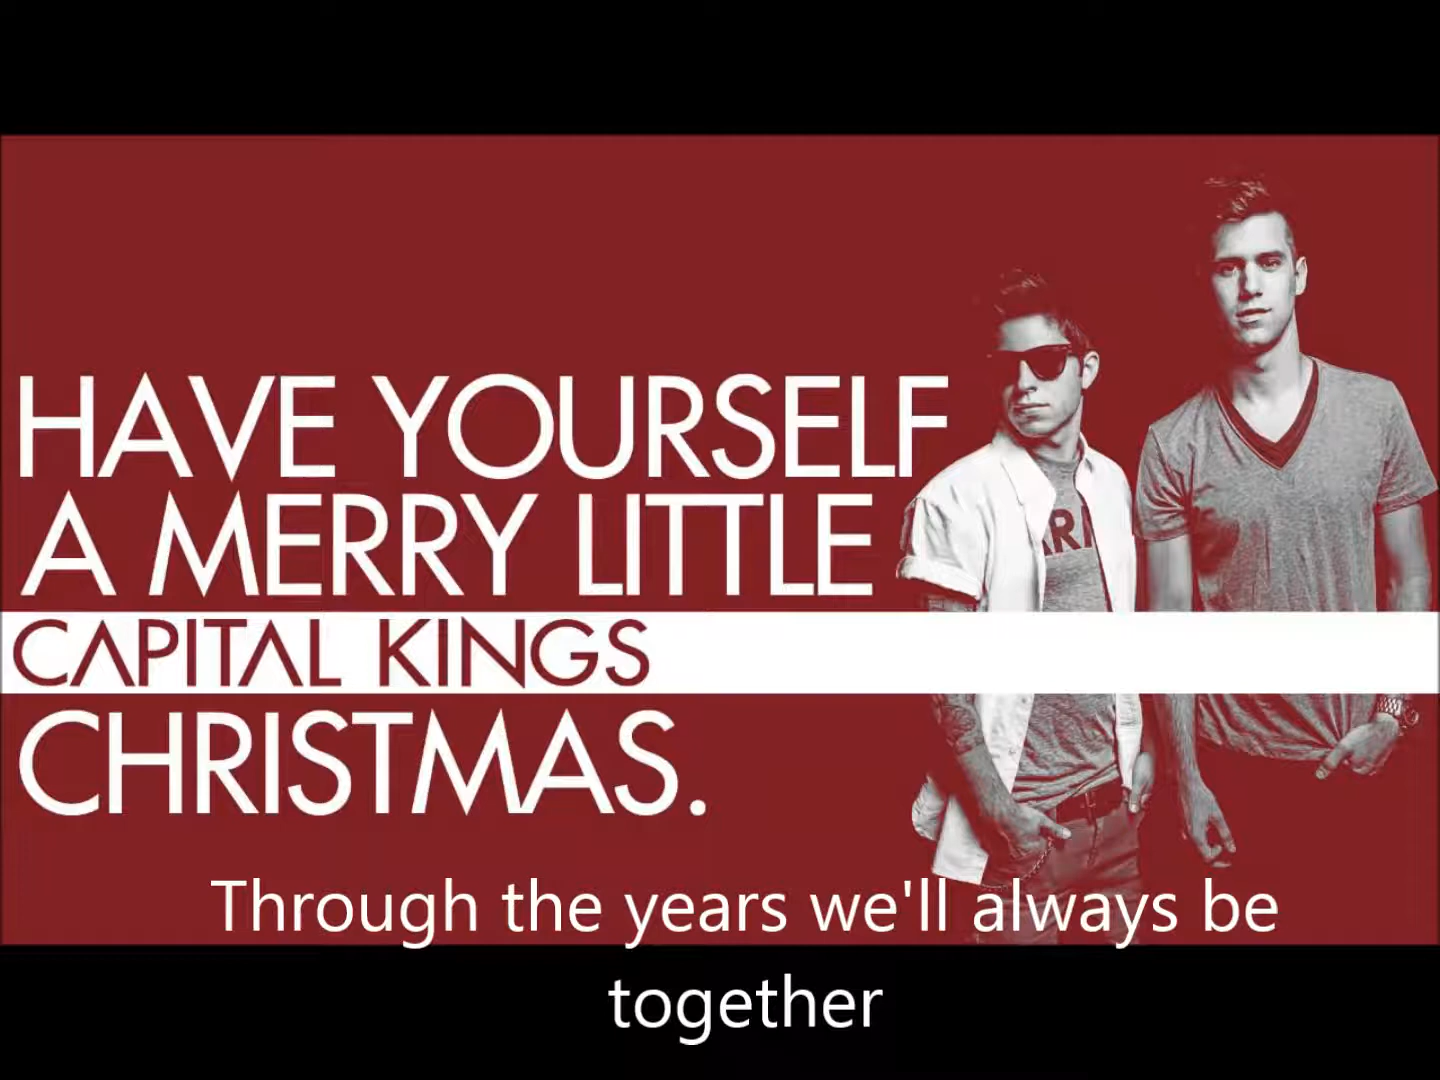 HAVE YOURSELF
A MERRY LITTLE
CAPITAL KINGS
CHRISTMAS.
Through the years we'll always be
together